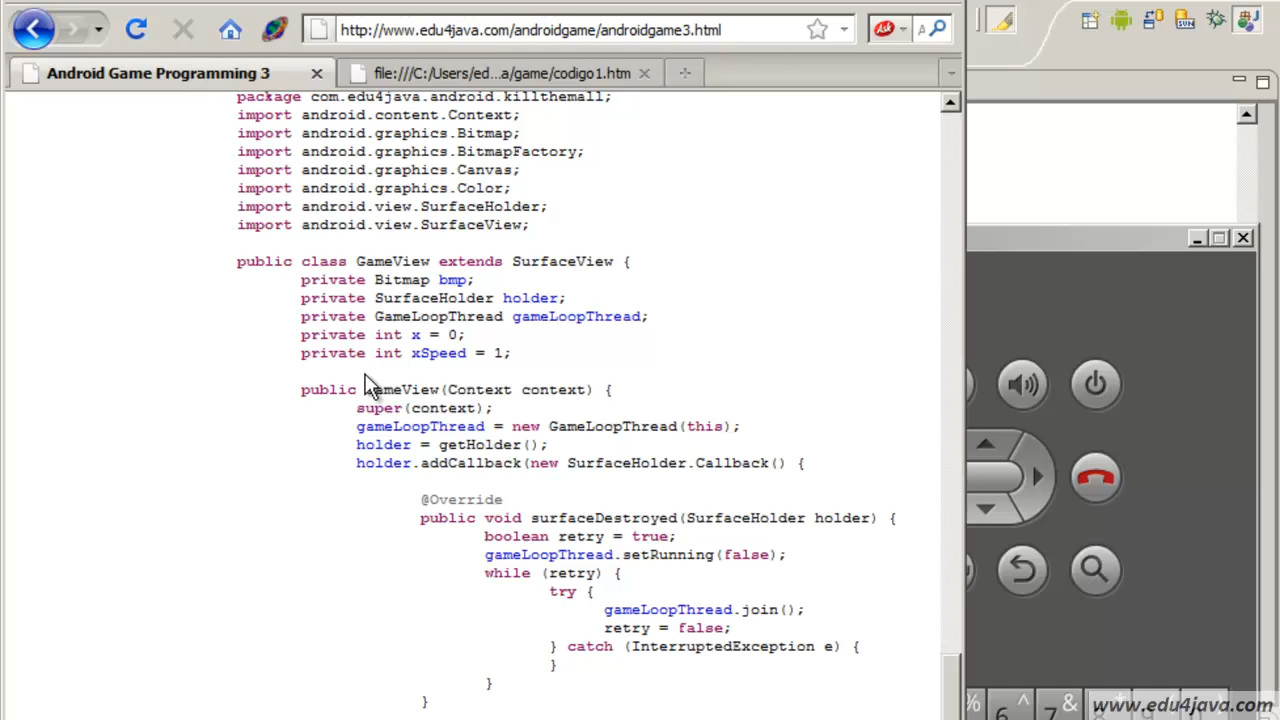 http://www.edu4java.com/androidgame/androidgame3.html
Ask
Android Game Programming 3
file:///C:/Users/ed...a/game/codigo1.htm
package com.edu4java.android.killthemall;
import android.content.Context;
import android.graphics.Bitmap;
import android.graphics.BitmapFactory;
import android.graphics.Canvas;
import android.graphics.Color;
import android.view.SurfaceHolder;
import android.view.SurfaceView;
public class GameView extends SurfaceView {
private Bitmap bmp;
private SurfaceHolder holder;
private GameLoopThread gameLoopThread;
private int x = 0;
private int xSpeed = 1;
public GameView(Context context) {
super(context);
gameLoopThread = new GameLoopThread(this);
holder = getHolder();
holder.addCallback(new SurfaceHolder.Callback() {
@Override
public void surfaceDestroyed(SurfaceHolder holder) {
boolean retry = true;
gameLoopThread.setRunning(false);
while (retry) {
try {
gameLoopThread.join();
retry = false;
} catch (InterruptedException e) {
}
}
}
% 6 ^ 7 &
www.edu4java.com